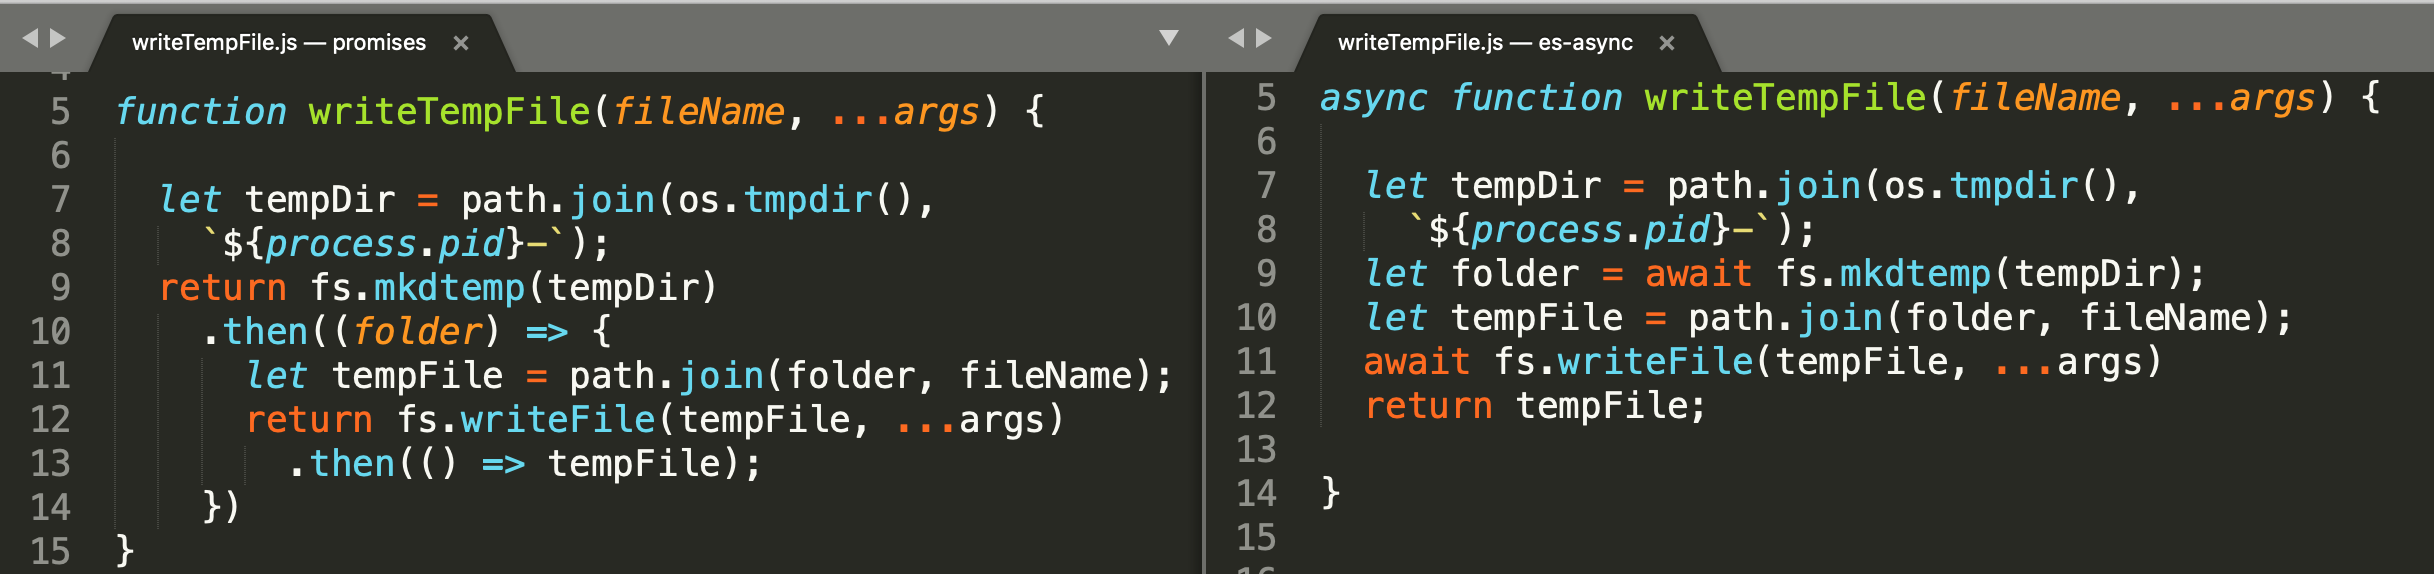 writeTempFile.js — promises ×
4
5 function writeTempFile(fileName, ...args) {
6
7 let tempDir = path.join(os.tmpdir(),
8 `${process.pid}-`);
9 return fs.mkdtemp(tempDir)
10 .then((folder) => {
11 let tempFile = path.join(folder, fileName);
12 return fs.writeFile(tempFile, ...args)
13 .then(() => tempFile);
14 })
15 }
writeTempFile.js — es-async ×
5 async function writeTempFile(fileName, ...args) {
6
7 let tempDir = path.join(os.tmpdir(),
8 `${process.pid}-`);
9 let folder = await fs.mkdtemp(tempDir);
10 let tempFile = path.join(folder, fileName);
11 await fs.writeFile(tempFile, ...args)
12 return tempFile;
13
14 }
15
16